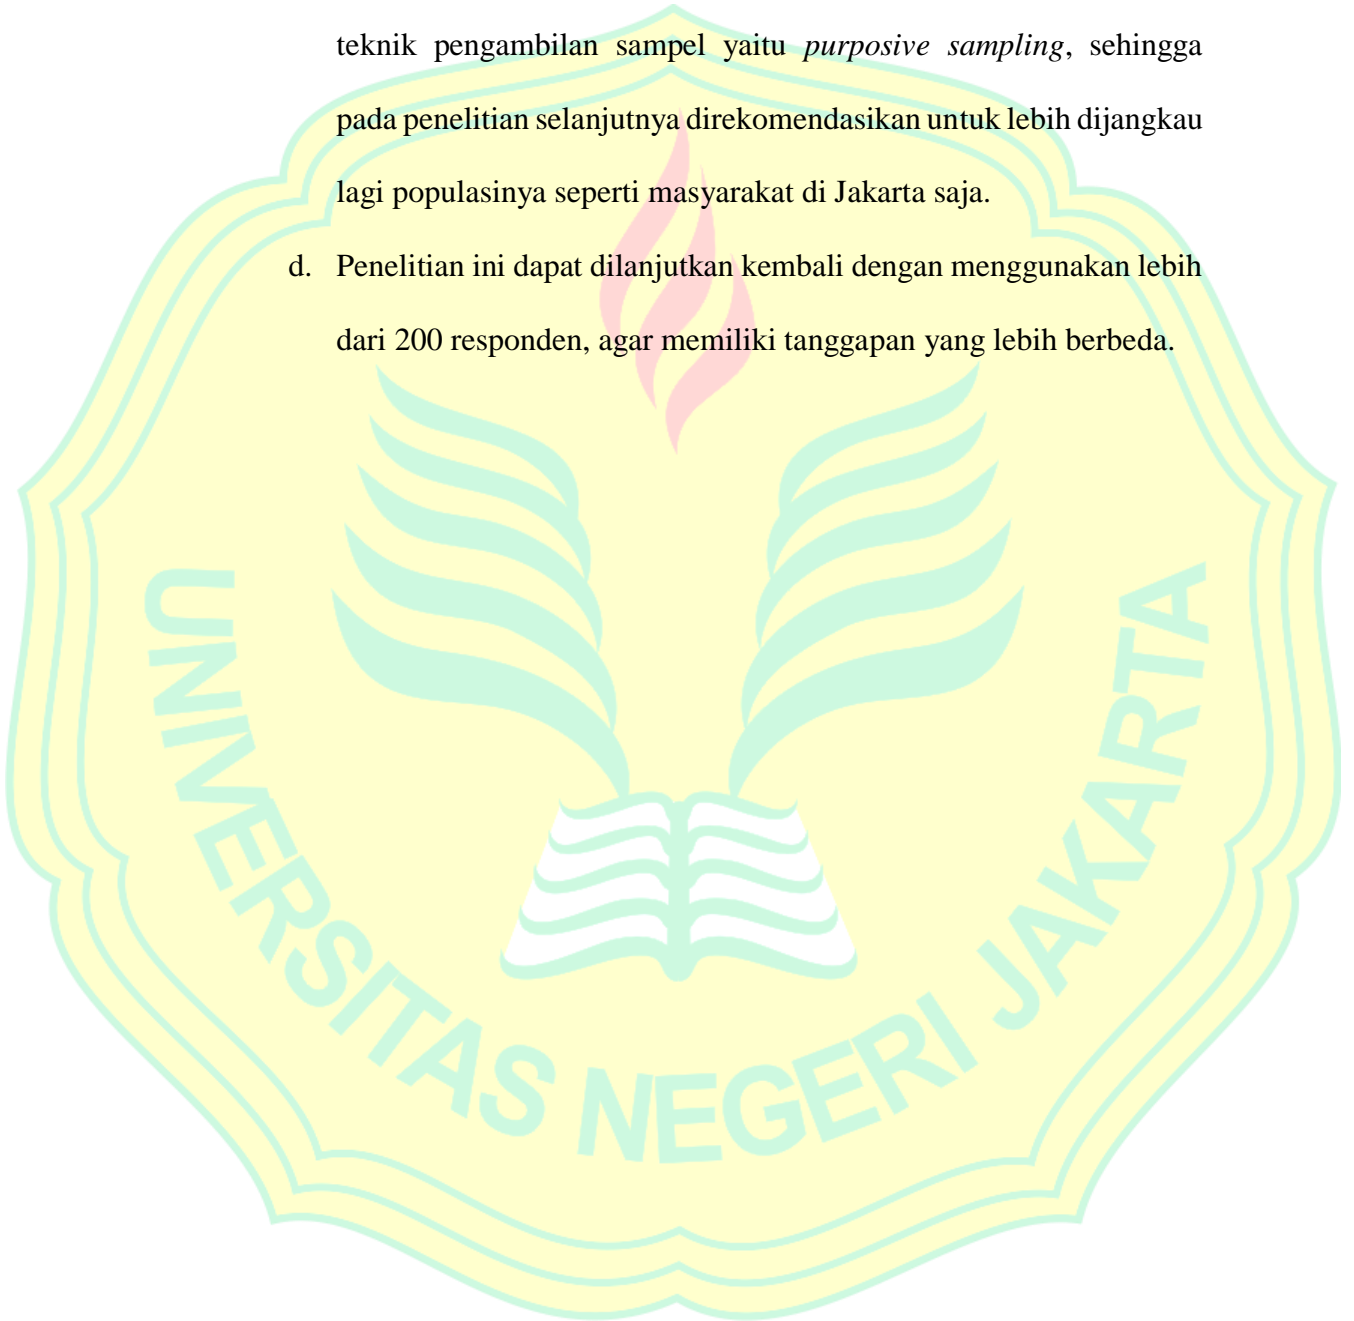 teknik pengambilan sampel yaitu purposive sampling, sehingga
pada penelitian selanjutnya direkomendasikan untuk lebih dijangkau
lagi populasinya seperti masyarakat di Jakarta saja.
d. Penelitian ini dapat dilanjutkan kembali dengan menggunakan lebih
dari 200 responden, agar memiliki tanggapan yang lebih berbeda.
UNIVERSITAS NEGERI JAKARTA